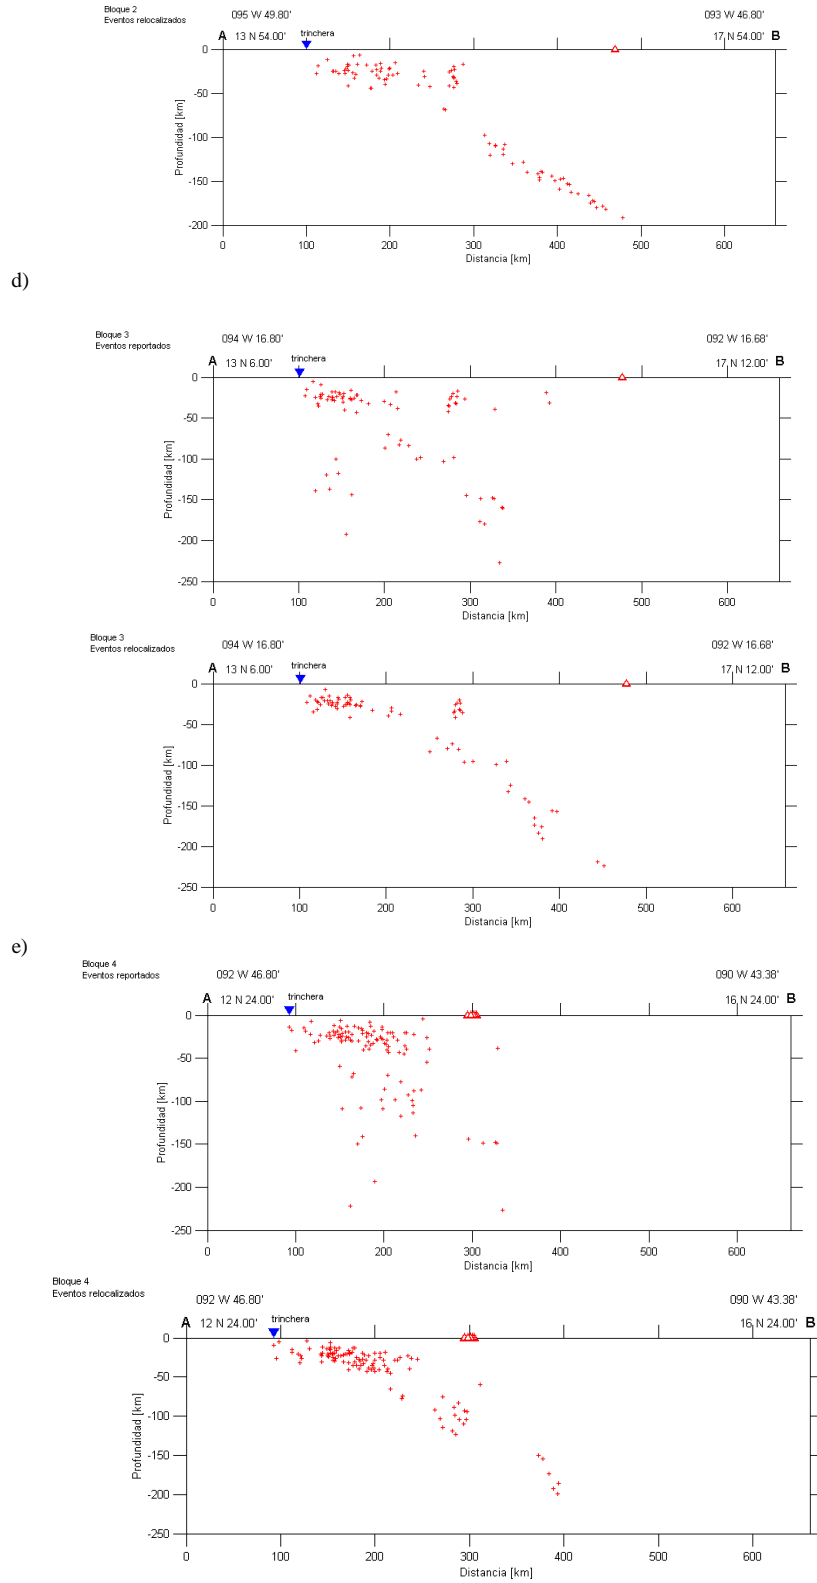 Bloque 2
Eventos relocalizados
095 W 49.80'
093 W 46.80'
A
13 N 54.00'
trinchera
17 N 54.00'
B
0
-50
-100
-150
-200
Profundidad [km]
0
100
200
300
400
500
600
Distancia [km]
d)
Bloque 3
Eventos reportados
094 W 16.80'
092 W 16.68'
A
13 N 6.00'
trinchera
17 N 12.00'
B
0
-50
-100
-150
-200
-250
Profundidad [km]
0
100
200
300
400
500
600
Distancia [km]
Bloque 3
Eventos relocalizados
094 W 16.80'
092 W 16.68'
A
13 N 6.00'
trinchera
17 N 12.00'
B
0
-50
-100
-150
-200
-250
Profundidad [km]
0
100
200
300
400
500
600
Distancia [km]
e)
Bloque 4
Eventos reportados
092 W 46.80'
090 W 43.38'
A
12 N 24.00'
trinchera
16 N 24.00'
B
0
-50
-100
-150
-200
-250
Profundidad [km]
0
100
200
300
400
500
600
Distancia [km]
Bloque 4
Eventos relocalizados
092 W 46.80'
090 W 43.38'
A
12 N 24.00'
trinchera
16 N 24.00'
B
0
-50
-100
-150
-200
-250
Profundidad [km]
0
100
200
300
400
500
600
Distancia [km]